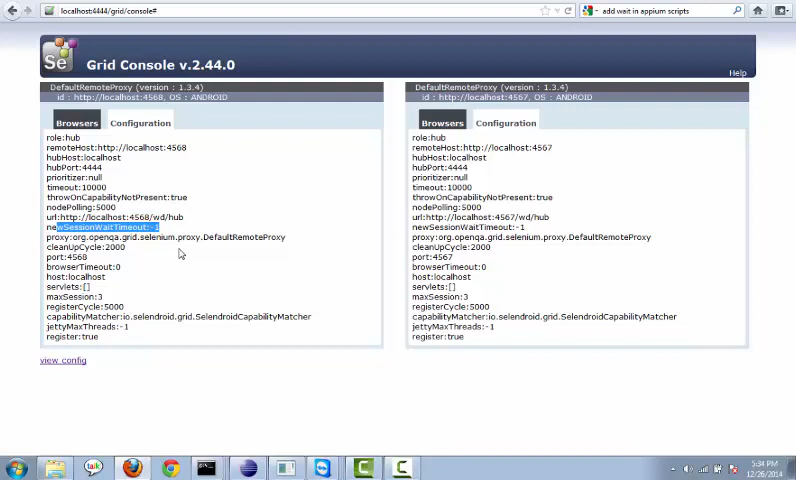 localhost:4444/grid/console#
add wait in appium scripts
Se
Grid Console v.2.44.0
Help
DefaultRemoteProxy (version : 1.3.4)
id : http://localhost:4568, OS : ANDROID
Browsers
Configuration
role:hub
remoteHost:http://localhost:4568
hubHost:localhost
hubPort:4444
prioritizer:null
timeout:10000
throwOnCapabilityNotPresent:true
nodePolling:5000
url:http://localhost:4568/wd/hub
newSessionWaitTimeout:-1
proxy:org.openqa.grid.selenium.proxy.DefaultRemoteProxy
cleanUpCycle:2000
port:4568
browserTimeout:0
host:localhost
servlets:[]
maxSession:3
registerCycle:5000
capabilityMatcher:io.selendroid.grid.SelendroidCapabilityMatcher
jettyMaxThreads:-1
register:true
DefaultRemoteProxy (version : 1.3.4)
id : http://localhost:4567, OS : ANDROID
Browsers
Configuration
role:hub
remoteHost:http://localhost:4567
hubHost:localhost
hubPort:4444
prioritizer:null
timeout:10000
throwOnCapabilityNotPresent:true
nodePolling:5000
url:http://localhost:4567/wd/hub
newSessionWaitTimeout:-1
proxy:org.openqa.grid.selenium.proxy.DefaultRemoteProxy
cleanUpCycle:2000
port:4567
browserTimeout:0
host:localhost
servlets:[]
maxSession:3
registerCycle:5000
capabilityMatcher:io.selendroid.grid.SelendroidCapabilityMatcher
jettyMaxThreads:-1
register:true
view config
talk
5:34 PM
12/26/2014